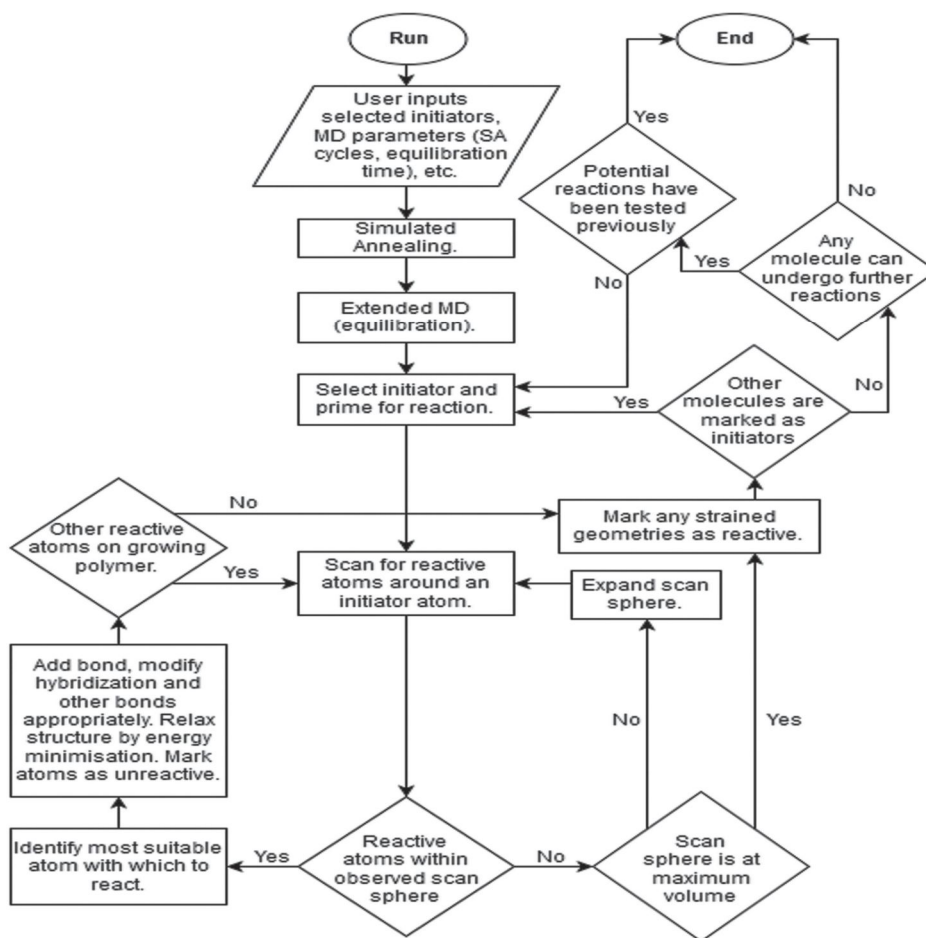 Run
End
User inputs
selected initiators,
MD parameters (SA
cycles, equilibration
time), etc.
Yes
Potential
reactions have
been tested
previously
No
Simulated
Annealing.
Any
molecule can
undergo further
reactions
Yes
No
Extended MD
(equilibration).
Select initiator and
prime for reaction.
Yes
Other
molecules are
marked as
initiators
No
Other reactive
atoms on growing
polymer.
No
Mark any strained
geometries as reactive.
Yes
Scan for reactive
atoms around an
initiator atom.
Expand scan
sphere.
Add bond, modify
hybridization and
other bonds
appropriately. Relax
structure by energy
minimisation. Mark
atoms as unreactive.
No
Yes
Identify most suitable
atom with which to
react.
Yes
Reactive
atoms within
observed scan
sphere
No
Scan
sphere is at
maximum
volume